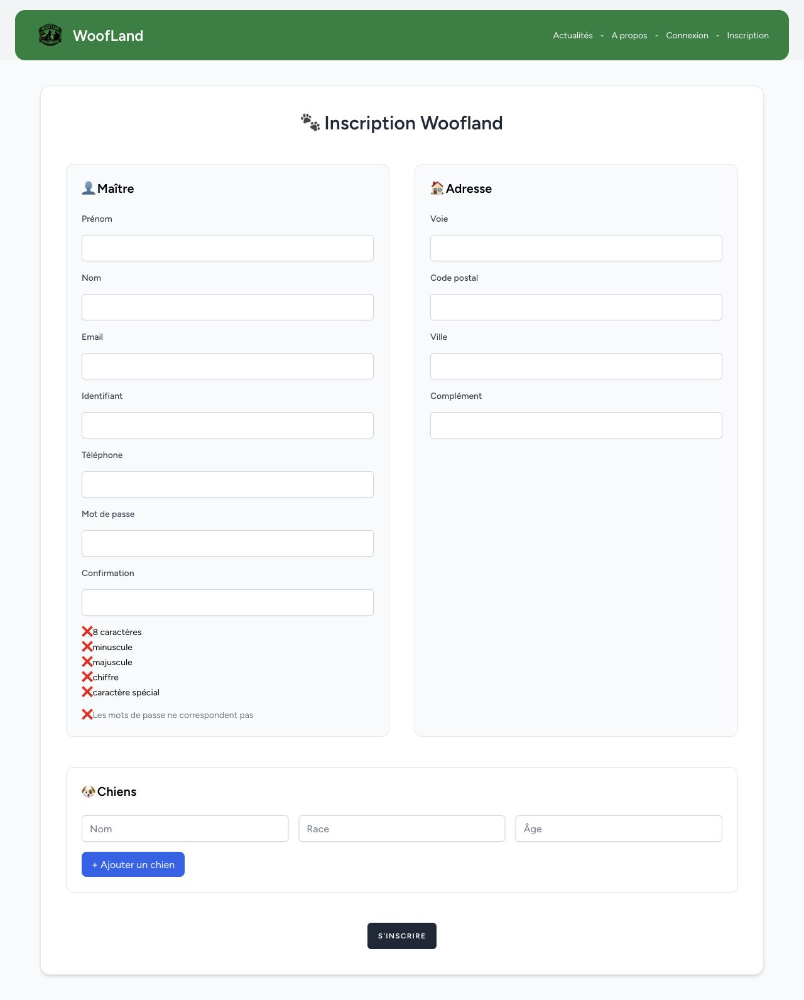 WOOFLAND
WoofLand
Actualités - A propos - Connexion - Inscription
Inscription Woofland
Maître
Prénom
Nom
Email
Identifiant
Téléphone
Mot de passe
Confirmation
8 caractères
minuscule
majuscule
chiffre
caractère spécial
Les mots de passe ne correspondent pas
Adresse
Voie
Code postal
Ville
Complément
Chiens
Nom Race Âge
+ Ajouter un chien
S'INSCRIRE